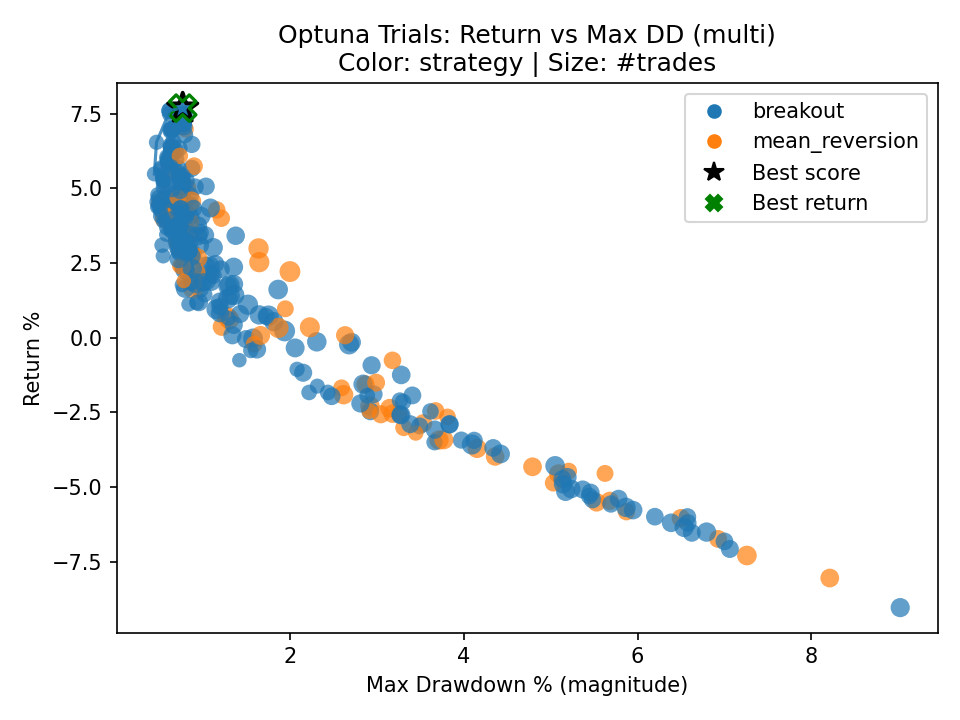 Optuna Trials: Return vs Max DD (multi)
Color: strategy | Size: #trades
7.5
5.0
2.5
0.0
−2.5
−5.0
−7.5
Return %
breakout
mean_reversion
Best score
Best return
2
4
6
8
Max Drawdown % (magnitude)